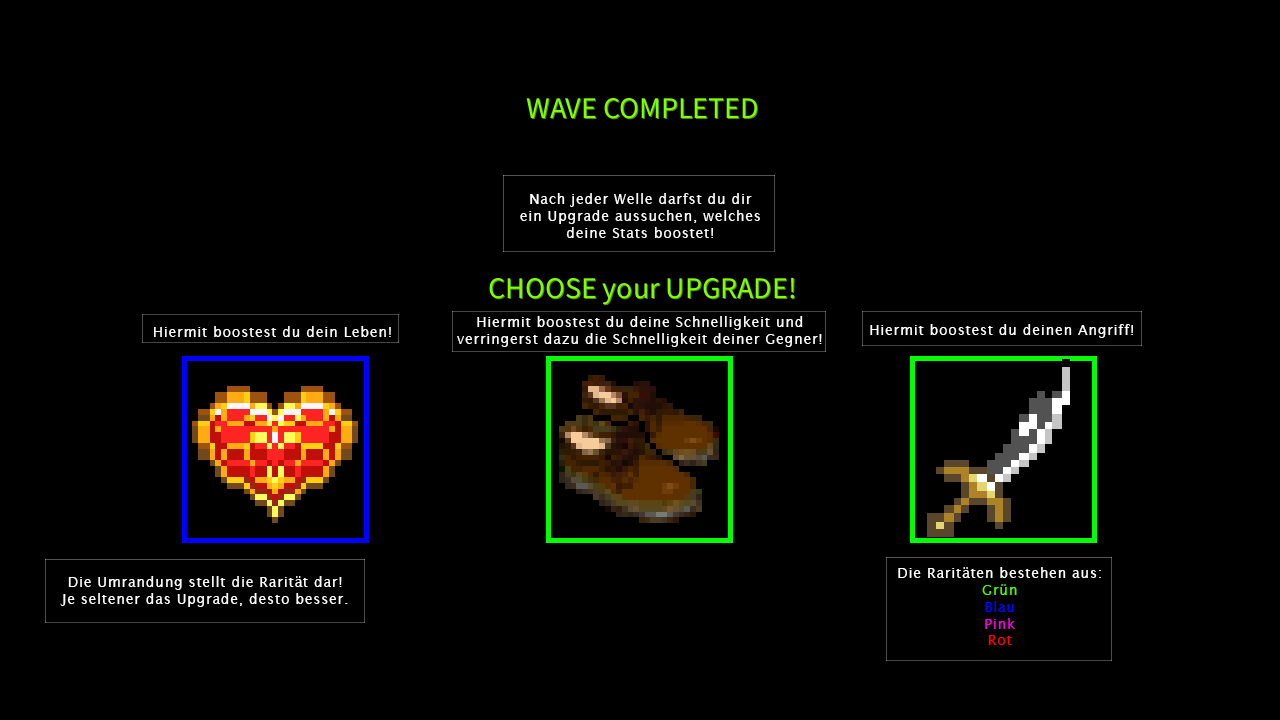 WAVE COMPLETED
Nach jeder Welle darfst du dir
ein Upgrade aussuchen, welches
deine Stats boostet!
CHOOSE your UPGRADE!
Hiermit boostest du dein Leben!
Hiermit boostest du deine Schnelligkeit und
verringerst dazu die Schnelligkeit deiner Gegner!
Hiermit boostest du deinen Angriff!
Die Umrandung stellt die Rarität dar!
Je seltener das Upgrade, desto besser.
Die Raritäten bestehen aus:
Grün
Blau
Pink
Rot